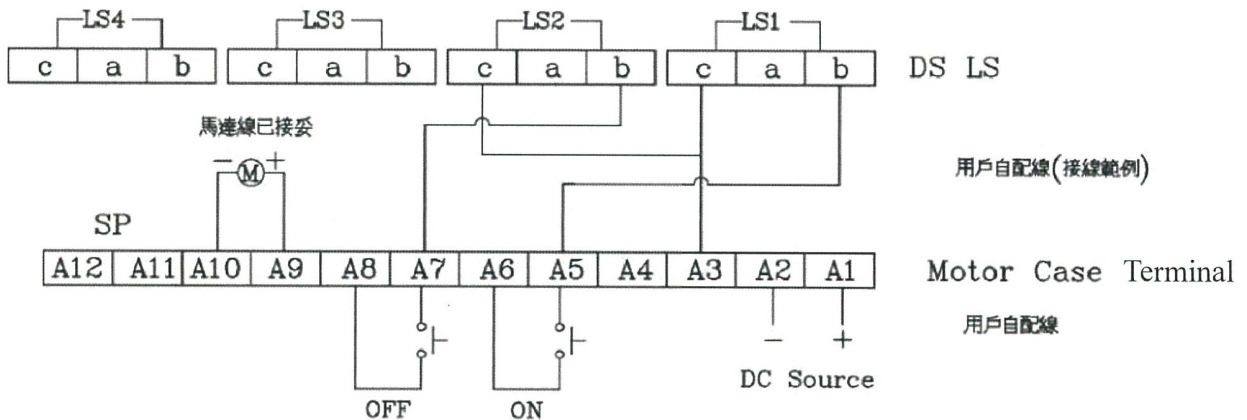 LS4 LS3 LS2 LS1
c a b c a b c a b c a b DS LS
馬達線已接妥
- M +
用戶自配線(接線範例)
SP
A12 A11 A10 A9 A8 A7 A6 A5 A4 A3 A2 A1 Motor Case Terminal
用戶自配線
- +
DC Source
OFF ON